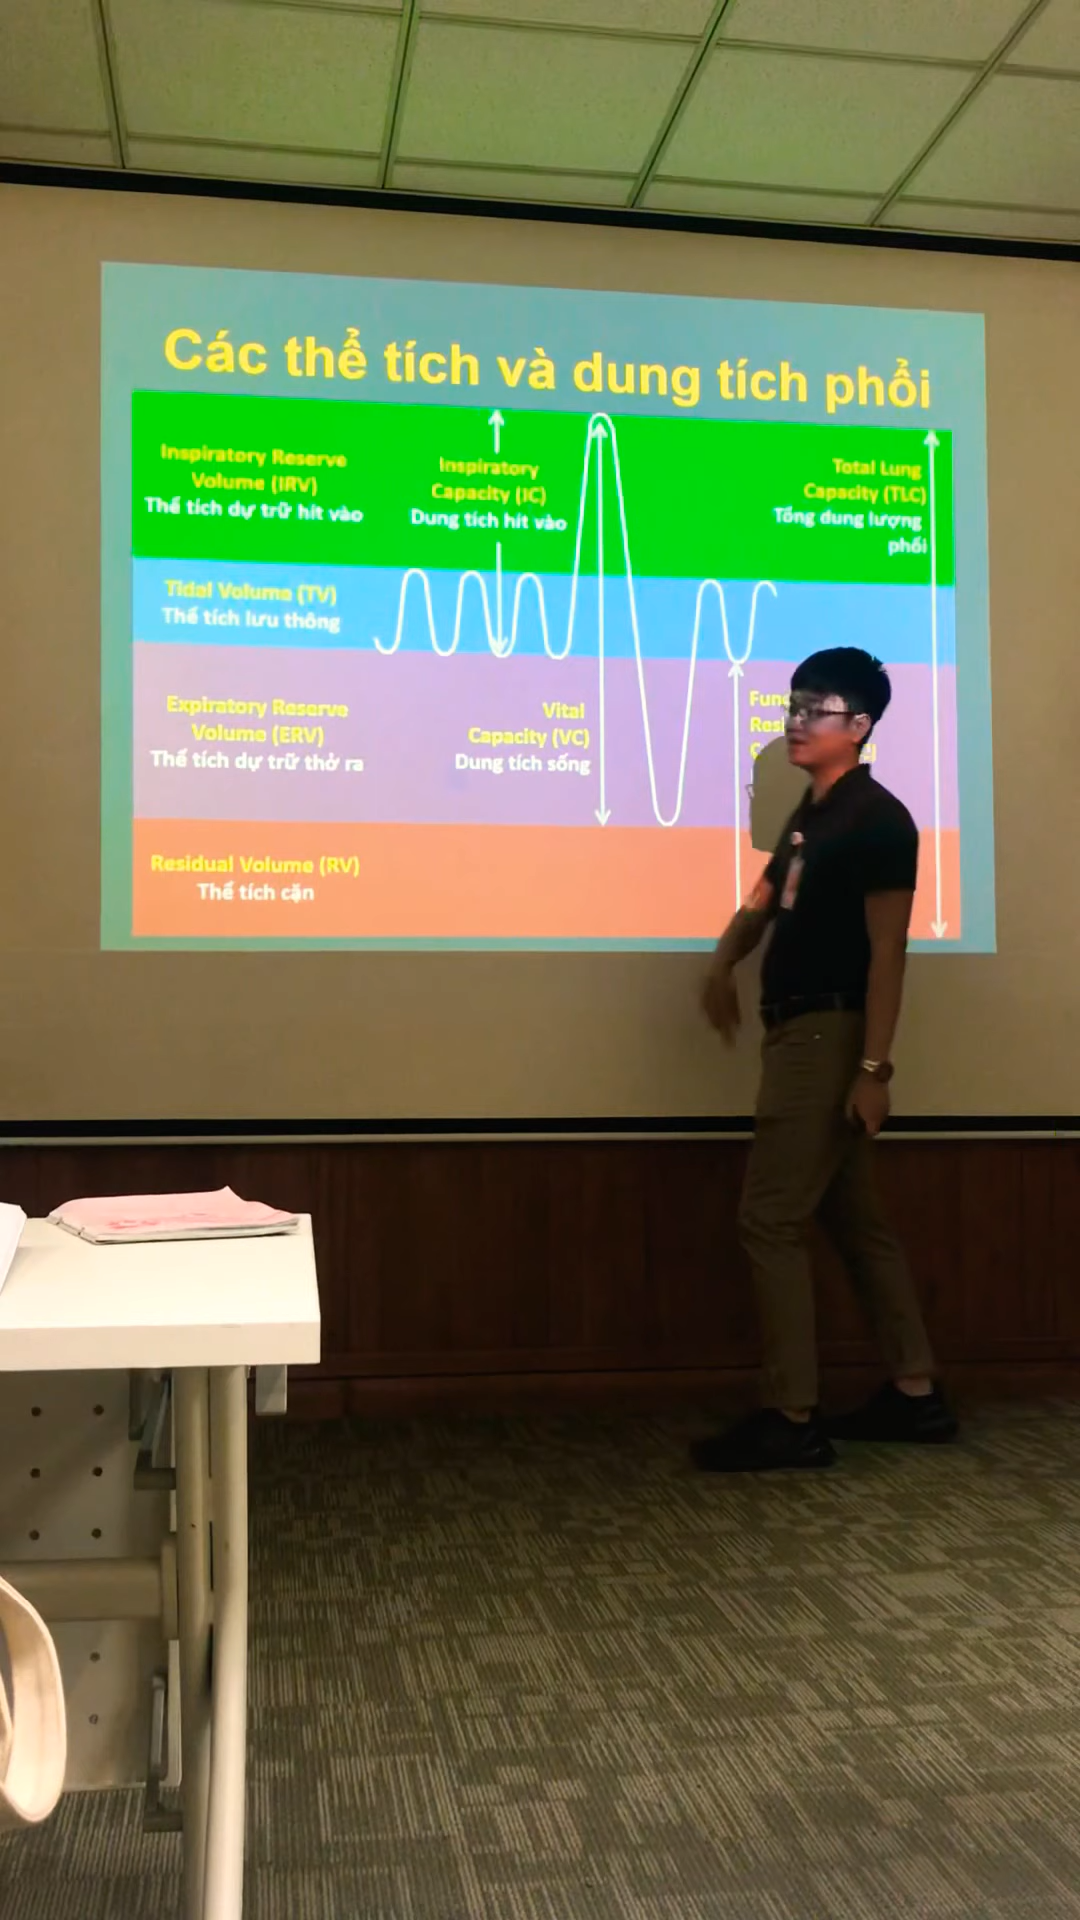 Các thể tích và dung tích phổi
Inspiratory Reserve
Volume (IRV)
Thể tích dự trữ hít vào
Inspiratory
Capacity (IC)
Dung tích hít vào
Total Lung
Capacity (TLC)
Tổng dung lượng
phổi
Tidal Volume (TV)
Thể tích lưu thông
Expiratory Reserve
Volume (ERV)
Thể tích dự trữ thở ra
Vital
Capacity (VC)
Dung tích sống
Residual Volume (RV)
Thể tích cặn